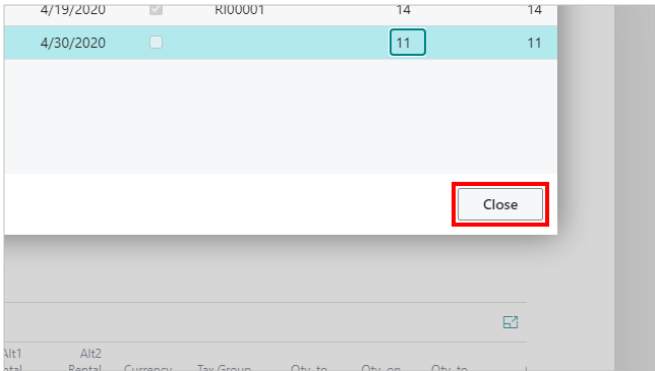 4/19/2020 RI00001 14 14
4/30/2020 11 11
Close
Alt1 Alt2
Rental Currency Tax Group Qty. to Qty. on Qty. to